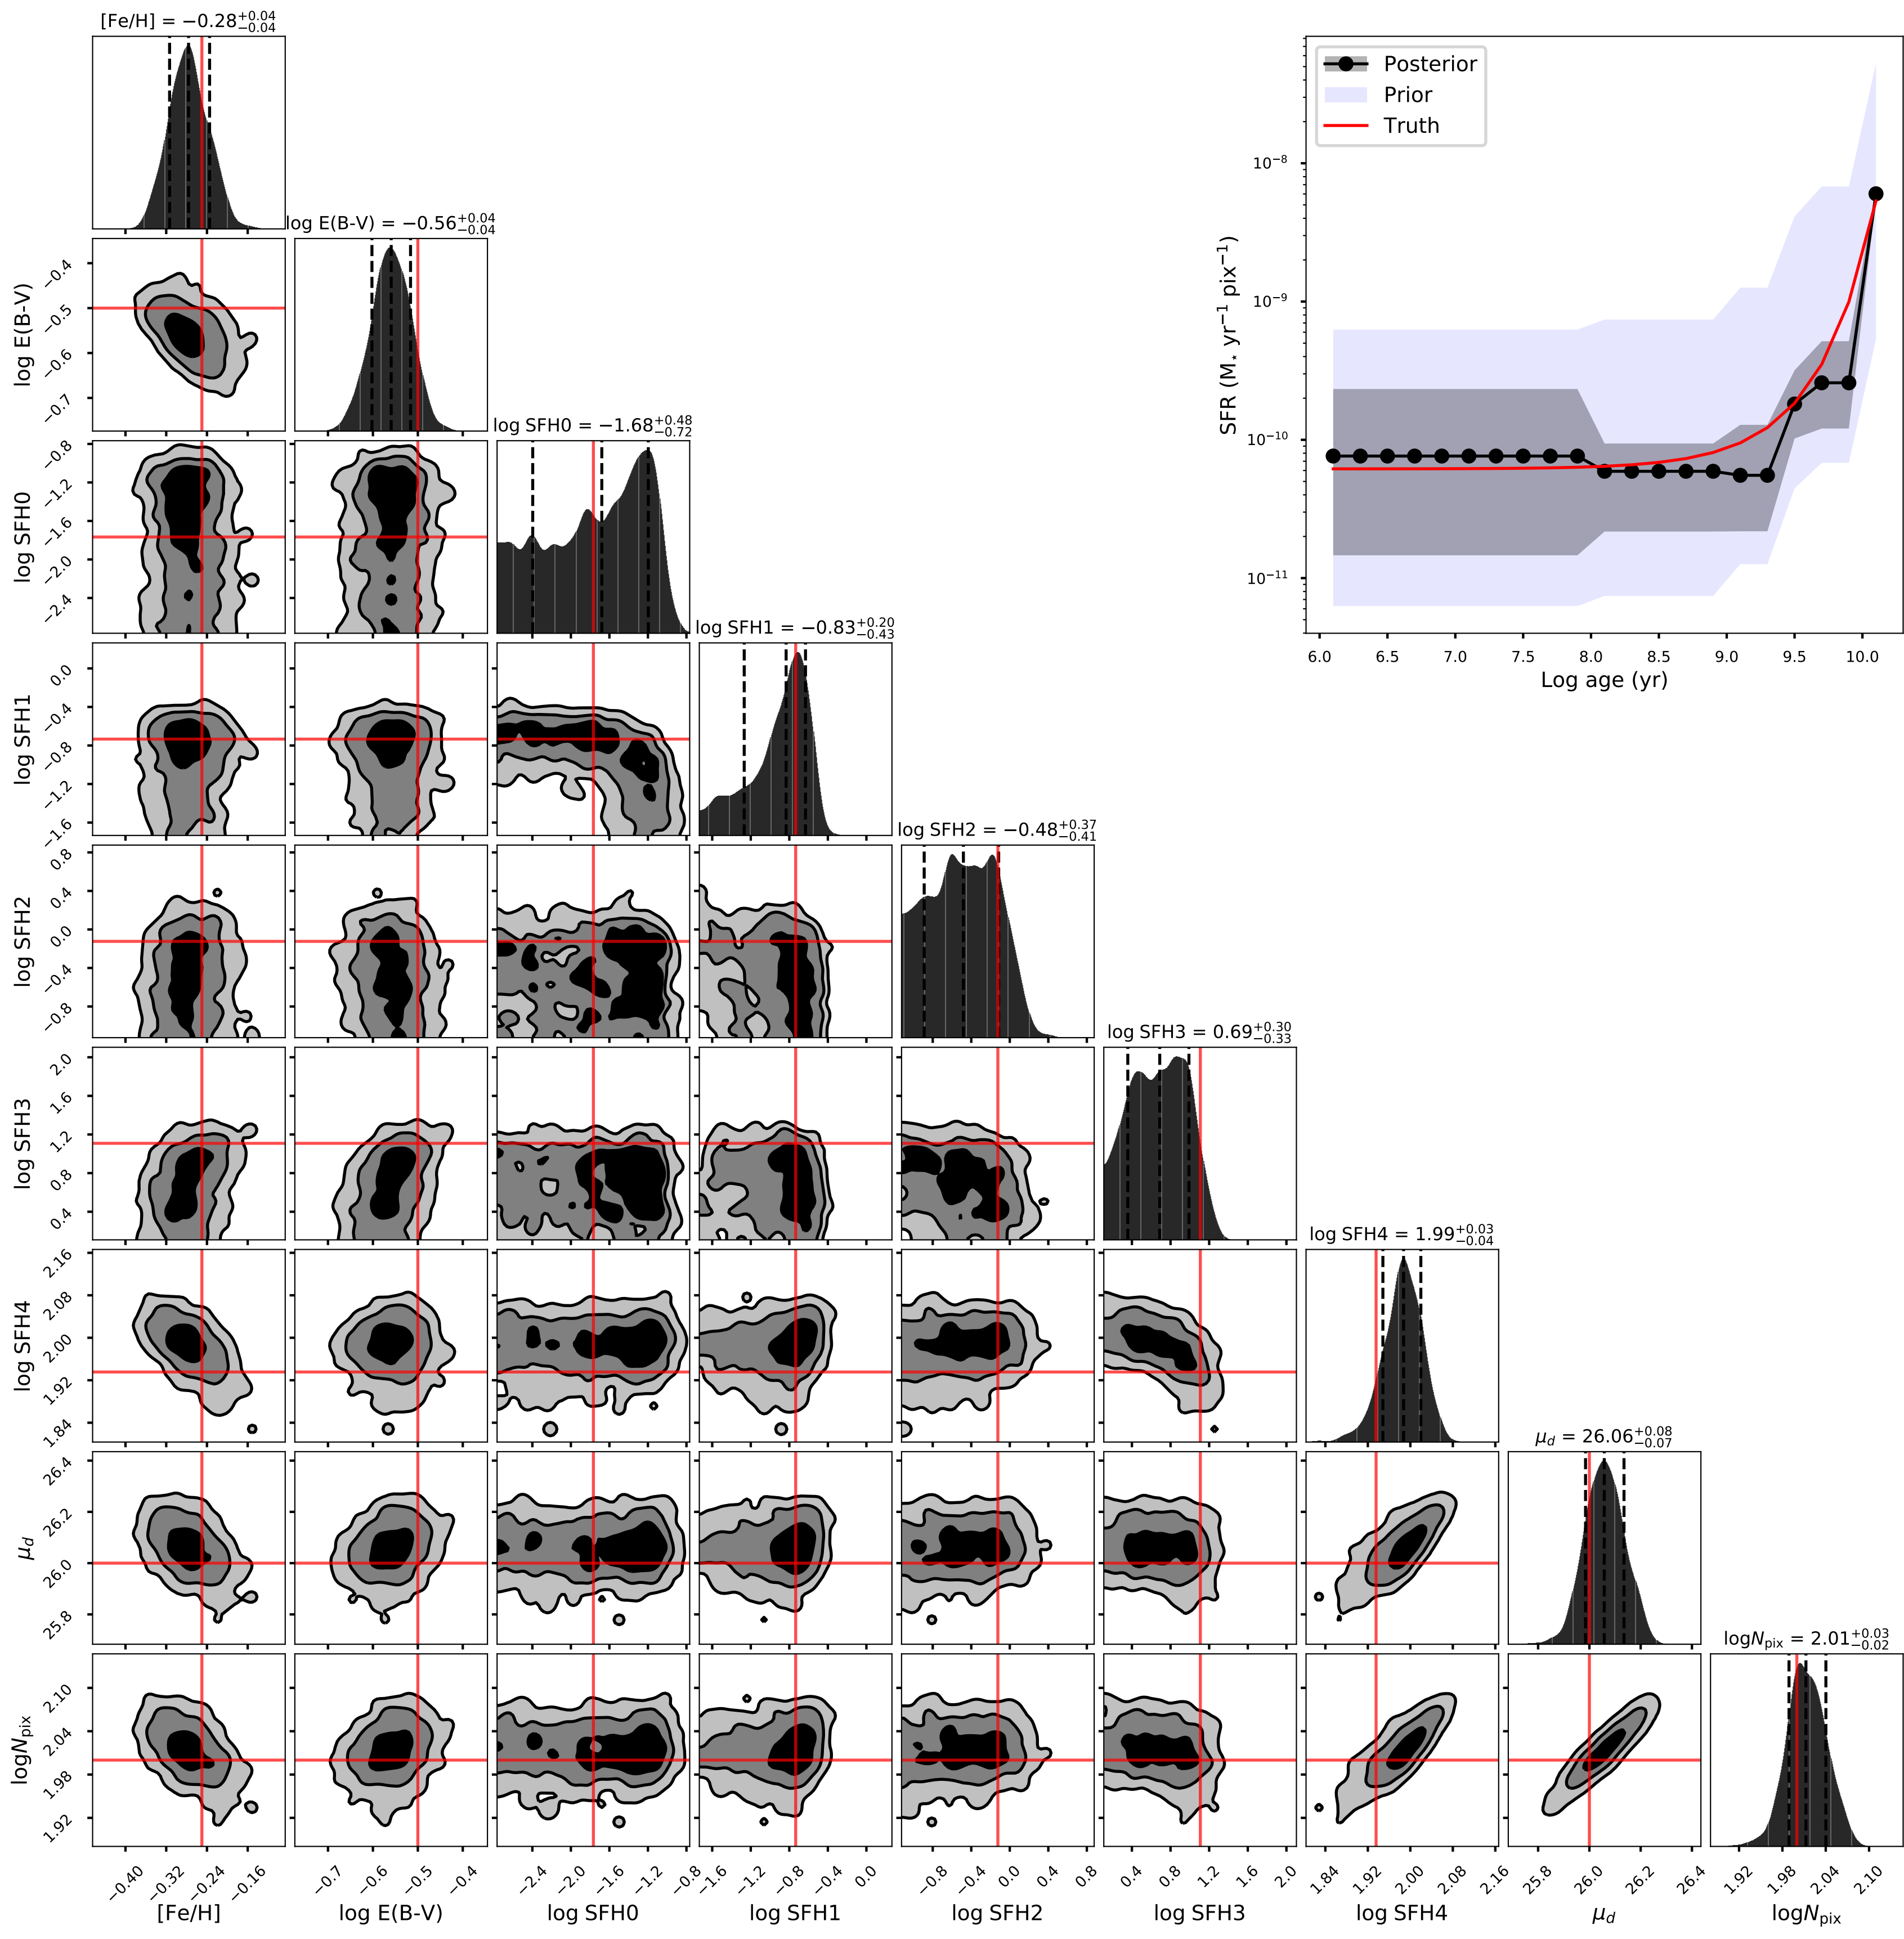 [Fe/H] = −0.28+0.04−0.04
Posterior
Prior
Truth
10−8
10−9
10−10
10−11
SFR (M⋆ yr−1 pix−1)
6.0 6.5 7.0 7.5 8.0 8.5 9.0 9.5 10.0
Log age (yr)
log E(B-V) = −0.56+0.04−0.04
−0.4
−0.5
−0.6
−0.7
log E(B-V)
log SFH0 = −1.68+0.48−0.72
−0.8
−1.2
−1.6
−2.0
−2.4
log SFH0
log SFH1 = −0.83+0.20−0.43
0.0
−0.4
−0.8
−1.2
−1.6
log SFH1
log SFH2 = −0.48+0.37−0.41
0.8
0.4
0.0
−0.4
−0.8
log SFH2
log SFH3 = 0.69+0.30−0.33
2.0
1.6
1.2
0.8
0.4
log SFH3
log SFH4 = 1.99+0.03−0.04
2.16
2.08
2.00
1.92
1.84
log SFH4
μd = 26.06+0.08−0.07
26.4
26.2
26.0
25.8
μd
logNpix = 2.01+0.03−0.02
2.10
2.04
1.98
1.92
logNpix
−0.40 −0.32 −0.24 −0.16 −0.7 −0.6 −0.5 −0.4 −2.4 −2.0 −1.6 −1.2 −0.8 −1.6 −1.2 −0.8 −0.4 0.0 −0.8 −0.4 0.0 0.4 0.8 0.4 0.8 1.2 1.6 2.0 1.84 1.92 2.00 2.08 2.16 25.8 26.0 26.2 26.4 1.92 1.98 2.04 2.10
[Fe/H] log E(B-V) log SFH0 log SFH1 log SFH2 log SFH3 log SFH4 μd logNpix